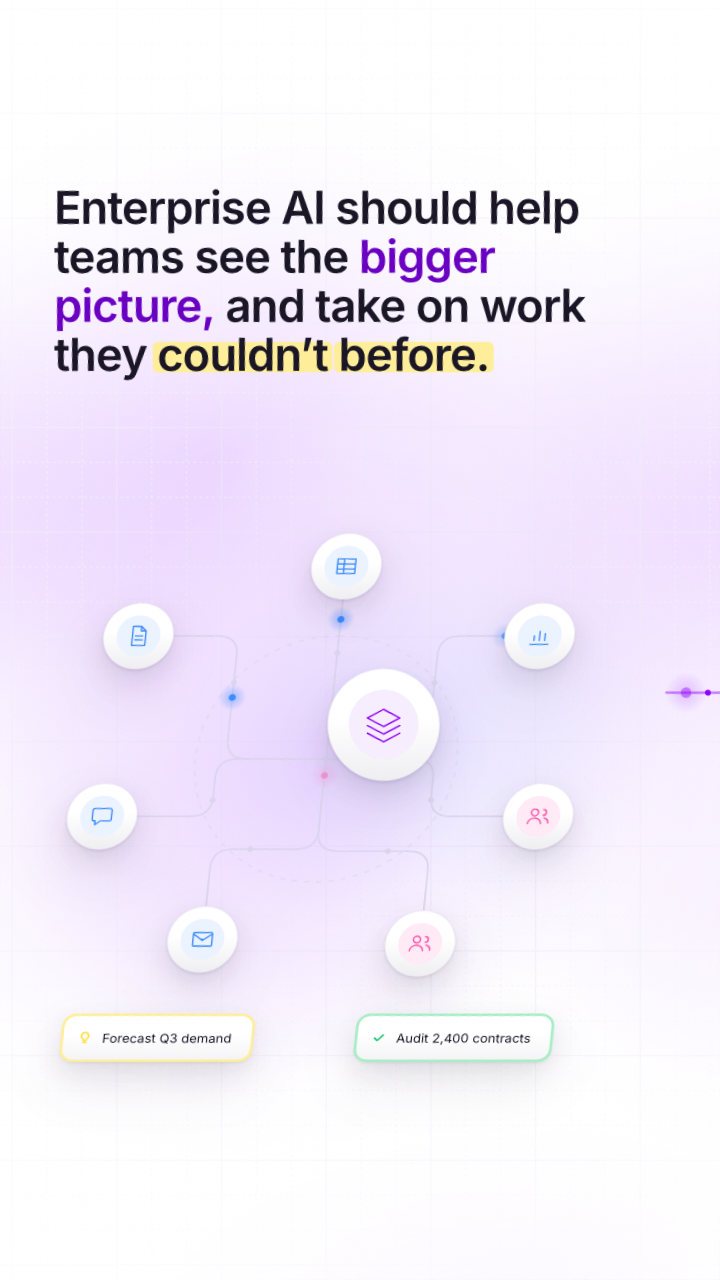 Enterprise AI should help
teams see the bigger
picture, and take on work
they couldn’t before.
Forecast Q3 demand
Audit 2,400 contracts